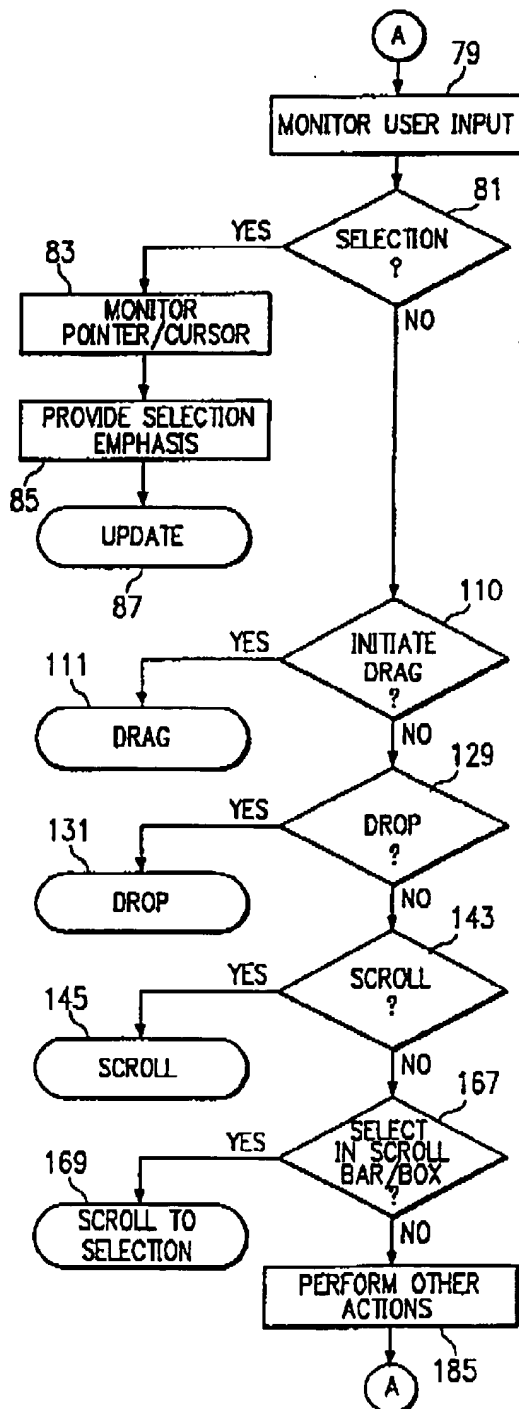 A
79
MONITOR USER INPUT
81
SELECTION
?
YES
NO
83
MONITOR
POINTER/CURSOR
PROVIDE SELECTION
EMPHASIS
85
UPDATE
87
110
INITIATE
DRAG
?
YES
NO
111
DRAG
129
DROP
?
YES
NO
131
DROP
143
SCROLL
?
YES
NO
145
SCROLL
167
SELECT
IN SCROLL
BAR/BOX
?
YES
NO
169
SCROLL TO
SELECTION
PERFORM OTHER
ACTIONS
185
A